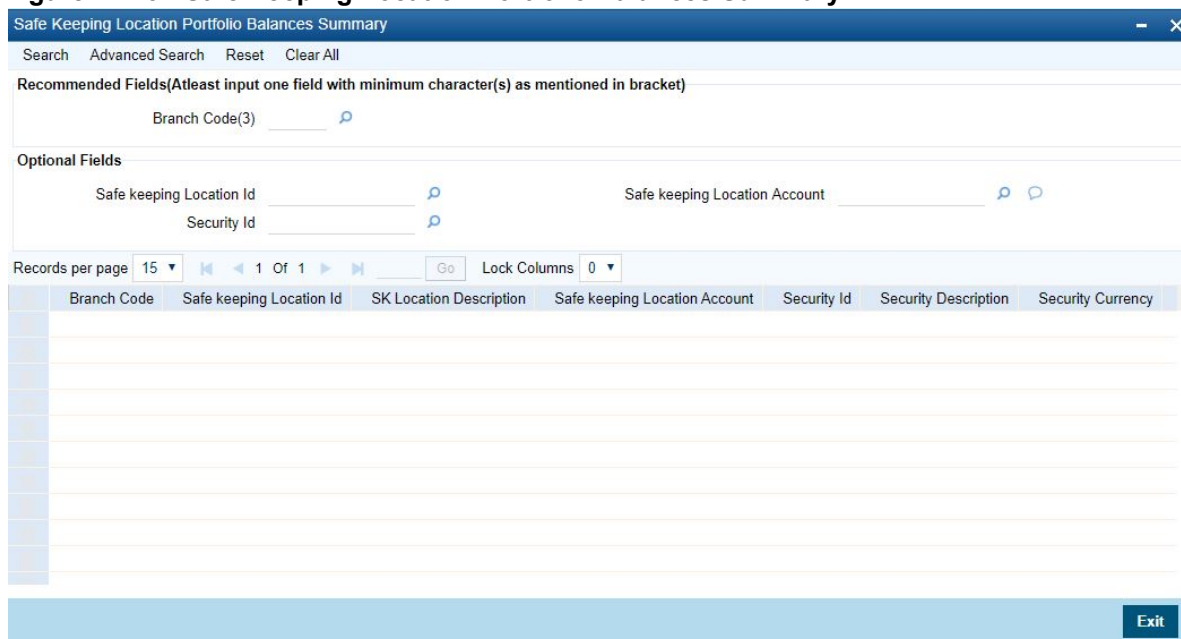 Safe Keeping Location Portfolio Balances Summary
Search Advanced Search Reset Clear All
Recommended Fields(Atleast input one field with minimum character(s) as mentioned in bracket)
Branch Code(3)
Optional Fields
Safe keeping Location Id Safe keeping Location Account
Security Id
Records per page 15 1 Of 1 Go Lock Columns 0
Branch Code Safe keeping Location Id SK Location Description Safe keeping Location Account Security Id Security Description Security Currency
Exit